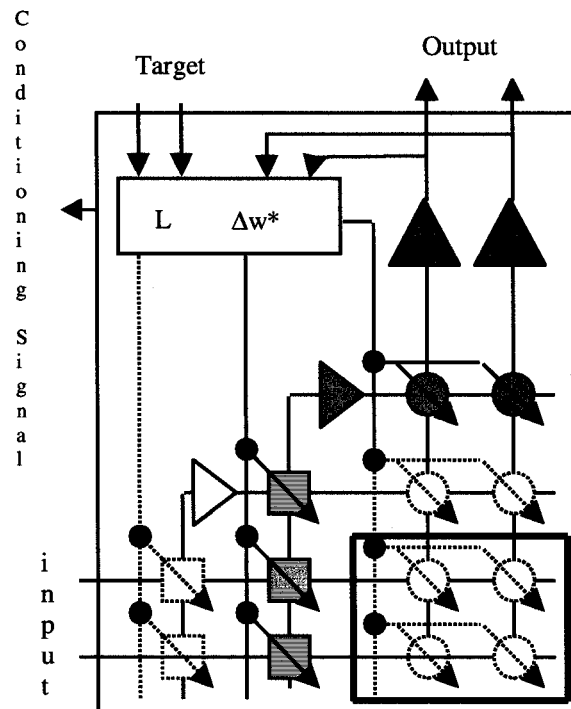 Conditioning Signal
Target
Output
L Δw*
input